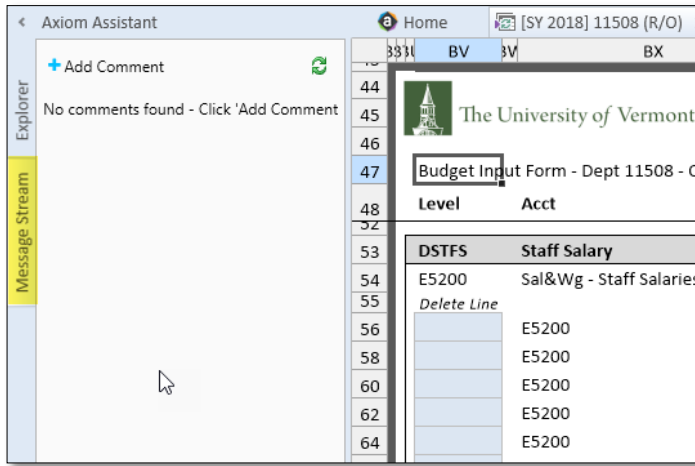 Axiom Assistant
Home
[SY 2018] 11508 (R/O)
BV
BX
Add Comment
No comments found - Click 'Add Comment
Explorer
Message Stream
44
The University of Vermont
45
46
47 Budget Input Form - Dept 11508 -
48 Level Acct
52
53 DSTFS Staff Salary
54 E5200 Sal&Wg - Staff Salaries
55 Delete Line
56 E5200
58 E5200
60 E5200
62 E5200
64 E5200